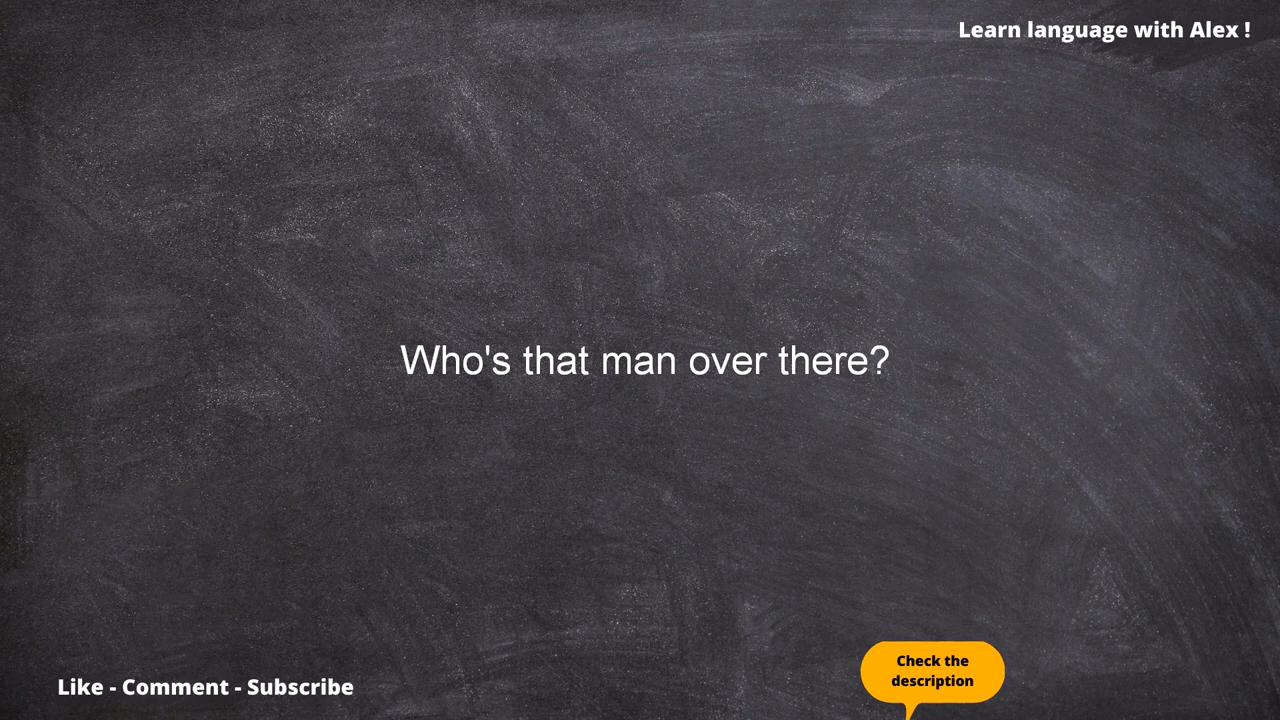 Learn language with Alex !
Who's that man over there?
Like - Comment - Subscribe
Check the
description